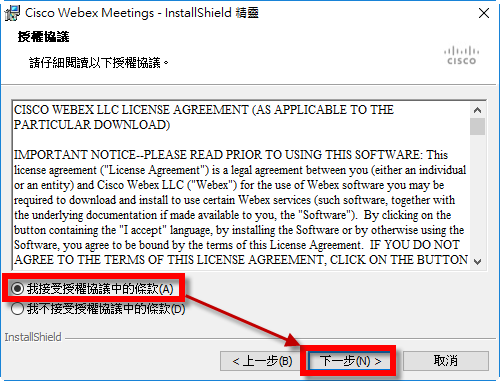 Cisco Webex Meetings - InstallShield 精靈
授權協議
請仔細閱讀以下授權協議。
CISCO
CISCO WEBEX LLC LICENSE AGREEMENT (AS APPLICABLE TO THE
PARTICULAR DOWNLOAD)
IMPORTANT NOTICE--PLEASE READ PRIOR TO USING THIS SOFTWARE: This
license agreement ("License Agreement") is a legal agreement between you (either an individual
or an entity) and Cisco Webex LLC ("Webex") for the use of Webex software you may be
required to download and install to use certain Webex services (such software, together with
the underlying documentation if made available to you, the "Software").  By clicking on the
button containing the "I accept" language, by installing the Software or by otherwise using the
Software, you agree to be bound by the terms of this License Agreement.  IF YOU DO NOT
AGREE TO THE TERMS OF THIS LICENSE AGREEMENT, CLICK ON THE BUTTON
我接受授權協議中的條款(A)
我不接受授權協議中的條款(D)
InstallShield
< 上一步(B) 下一步(N) > 取消